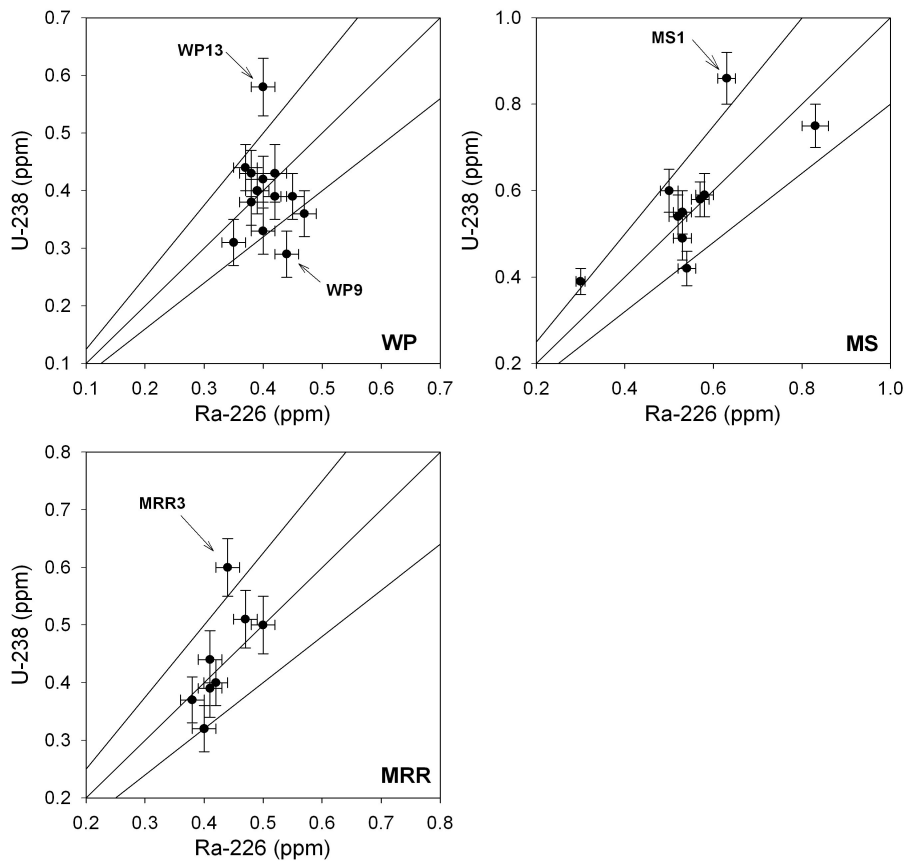 0.7
0.6
0.5
0.4
0.3
0.2
0.1
U-238 (ppm)
WP13
WP9
WP
0.1 0.2 0.3 0.4 0.5 0.6 0.7
Ra-226 (ppm)
1.0
0.8
0.6
0.4
0.2
U-238 (ppm)
MS1
MS
0.2 0.4 0.6 0.8 1.0
Ra-226 (ppm)
0.8
0.7
0.6
0.5
0.4
0.3
0.2
U-238 (ppm)
MRR3
MRR
0.2 0.3 0.4 0.5 0.6 0.7 0.8
Ra-226 (ppm)